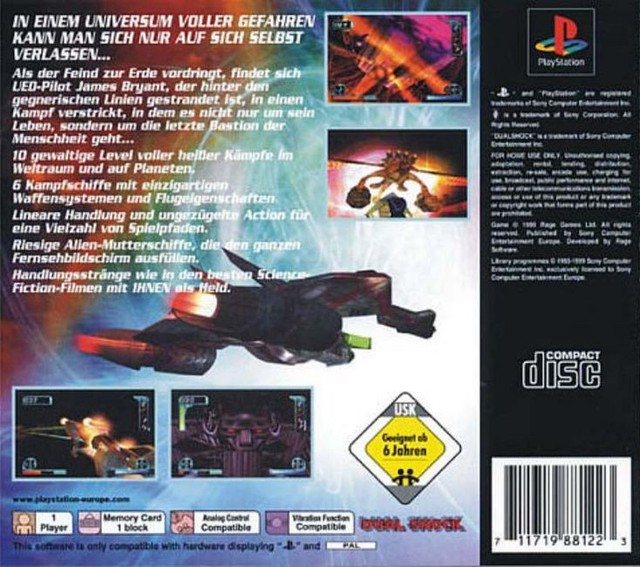 IN EINEM UNIVERSUM VOLLER GEFAHREN
KANN MAN SICH NUR AUF SICH SELBST
VERLASSEN...
Als der Feind zur Erde vordringt, findet sich
UED-Pilot James Bryant, der hinter den
gegnerischen Linien gestrandet ist, in einen
Kampf verstrickt, in dem es nicht nur um sein
Leben, sondern um die letzte Bastion der
Menschheit geht...
10 gewaltige Level voller heißer Kämpfe im
Weltraum und auf Planeten.
6 Kampfschiffe mit einzigartigen
Waffensystemen und Flugeigenschaften.
Lineare Handlung und ungezügelte Action für
eine Vielzahl von Spielpfaden.
Riesige Alien-Mutterschiffe, die den ganzen
Fernsehbildschirm ausfüllen.
Handlungsstränge wie in den besten Science-
Fiction-Filmen mit IHNEN als Held.
USK
Geeignet ab
6 Jahren
www.playstation-europe.com
1
Player
Memory Card
1 block
Analog Control
Compatible
Vibration Function
Compatible
DUAL SHOCK
This software is only compatible with hardware displaying " " and PAL
PlayStation
" " and "PlayStation" are registered
trademarks of Sony Computer Entertainment Inc.
is a trademark of Sony Corporation. All
Rights Reserved.
"DUALSHOCK" is a trademark of Sony Computer
Entertainment Inc.
FOR HOME USE ONLY. Unauthorised copying,
adaptation, rental, lending, distribution,
extraction, re-sale, arcade use, charging for
use, broadcast, public performance and internet,
cable or other telecommunications transmission,
access or use of this product or any trademark
or copyright work that forms part of this product
are prohibited.
Game © 1999 Rage Games Ltd. All rights
reserved. Published by Sony Computer
Entertainment Europe. Developed by Rage
Software.
Library programmes © 1993-1999 Sony Computer
Entertainment Inc. exclusively licensed to Sony
Computer Entertainment Europe.
COMPACT
disc
7 11719 88122 3